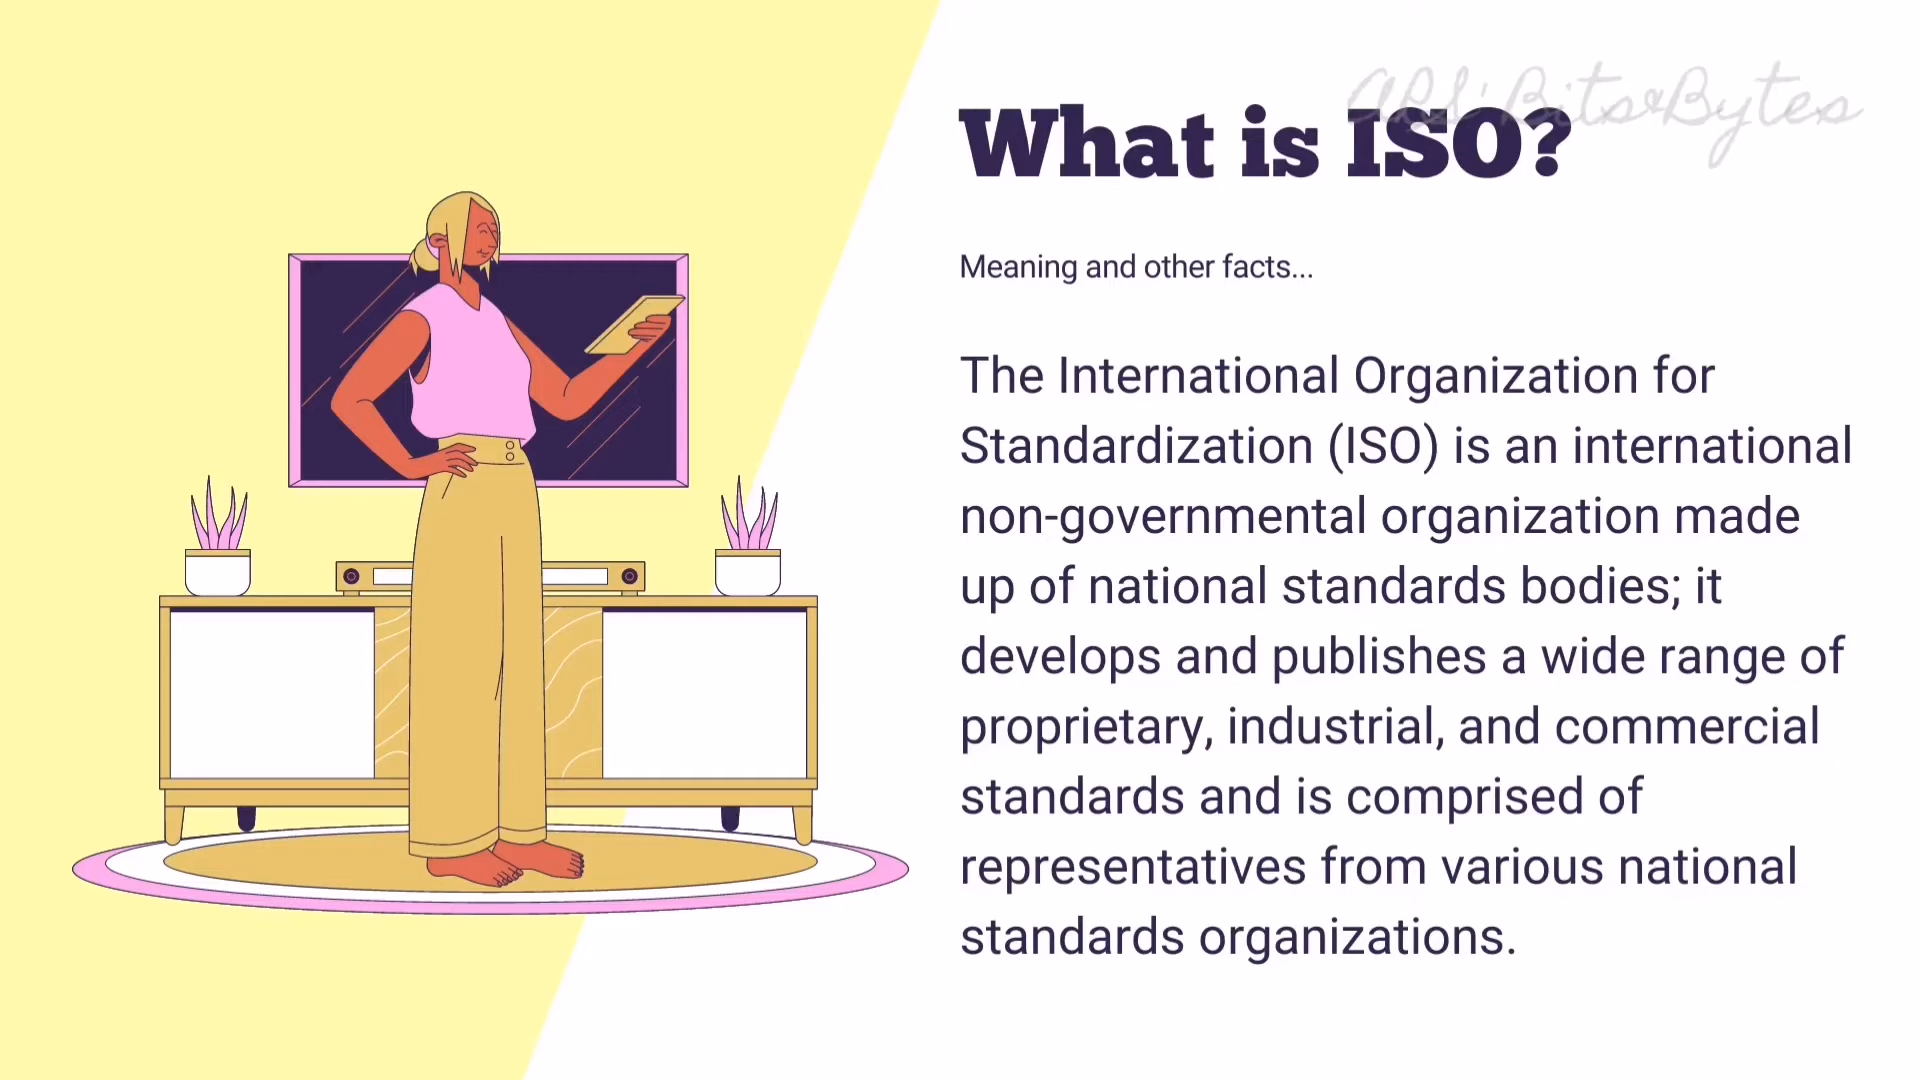 What is ISO?
Bits&Bytes
Meaning and other facts...
The International Organization for
Standardization (ISO) is an international
non-governmental organization made
up of national standards bodies; it
develops and publishes a wide range of
proprietary, industrial, and commercial
standards and is comprised of
representatives from various national
standards organizations.